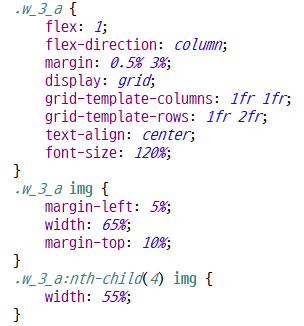 .w_3_a {
    flex: 1;
    flex-direction: column;
    margin: 0.5% 3%;
    display: grid;
    grid-template-columns: 1fr 1fr;
    grid-template-rows: 1fr 2fr;
    text-align: center;
    font-size: 120%;
}
.w_3_a img {
    margin-left: 5%;
    width: 65%;
    margin-top: 10%;
}
.w_3_a:nth-child(4) img {
    width: 55%;
}